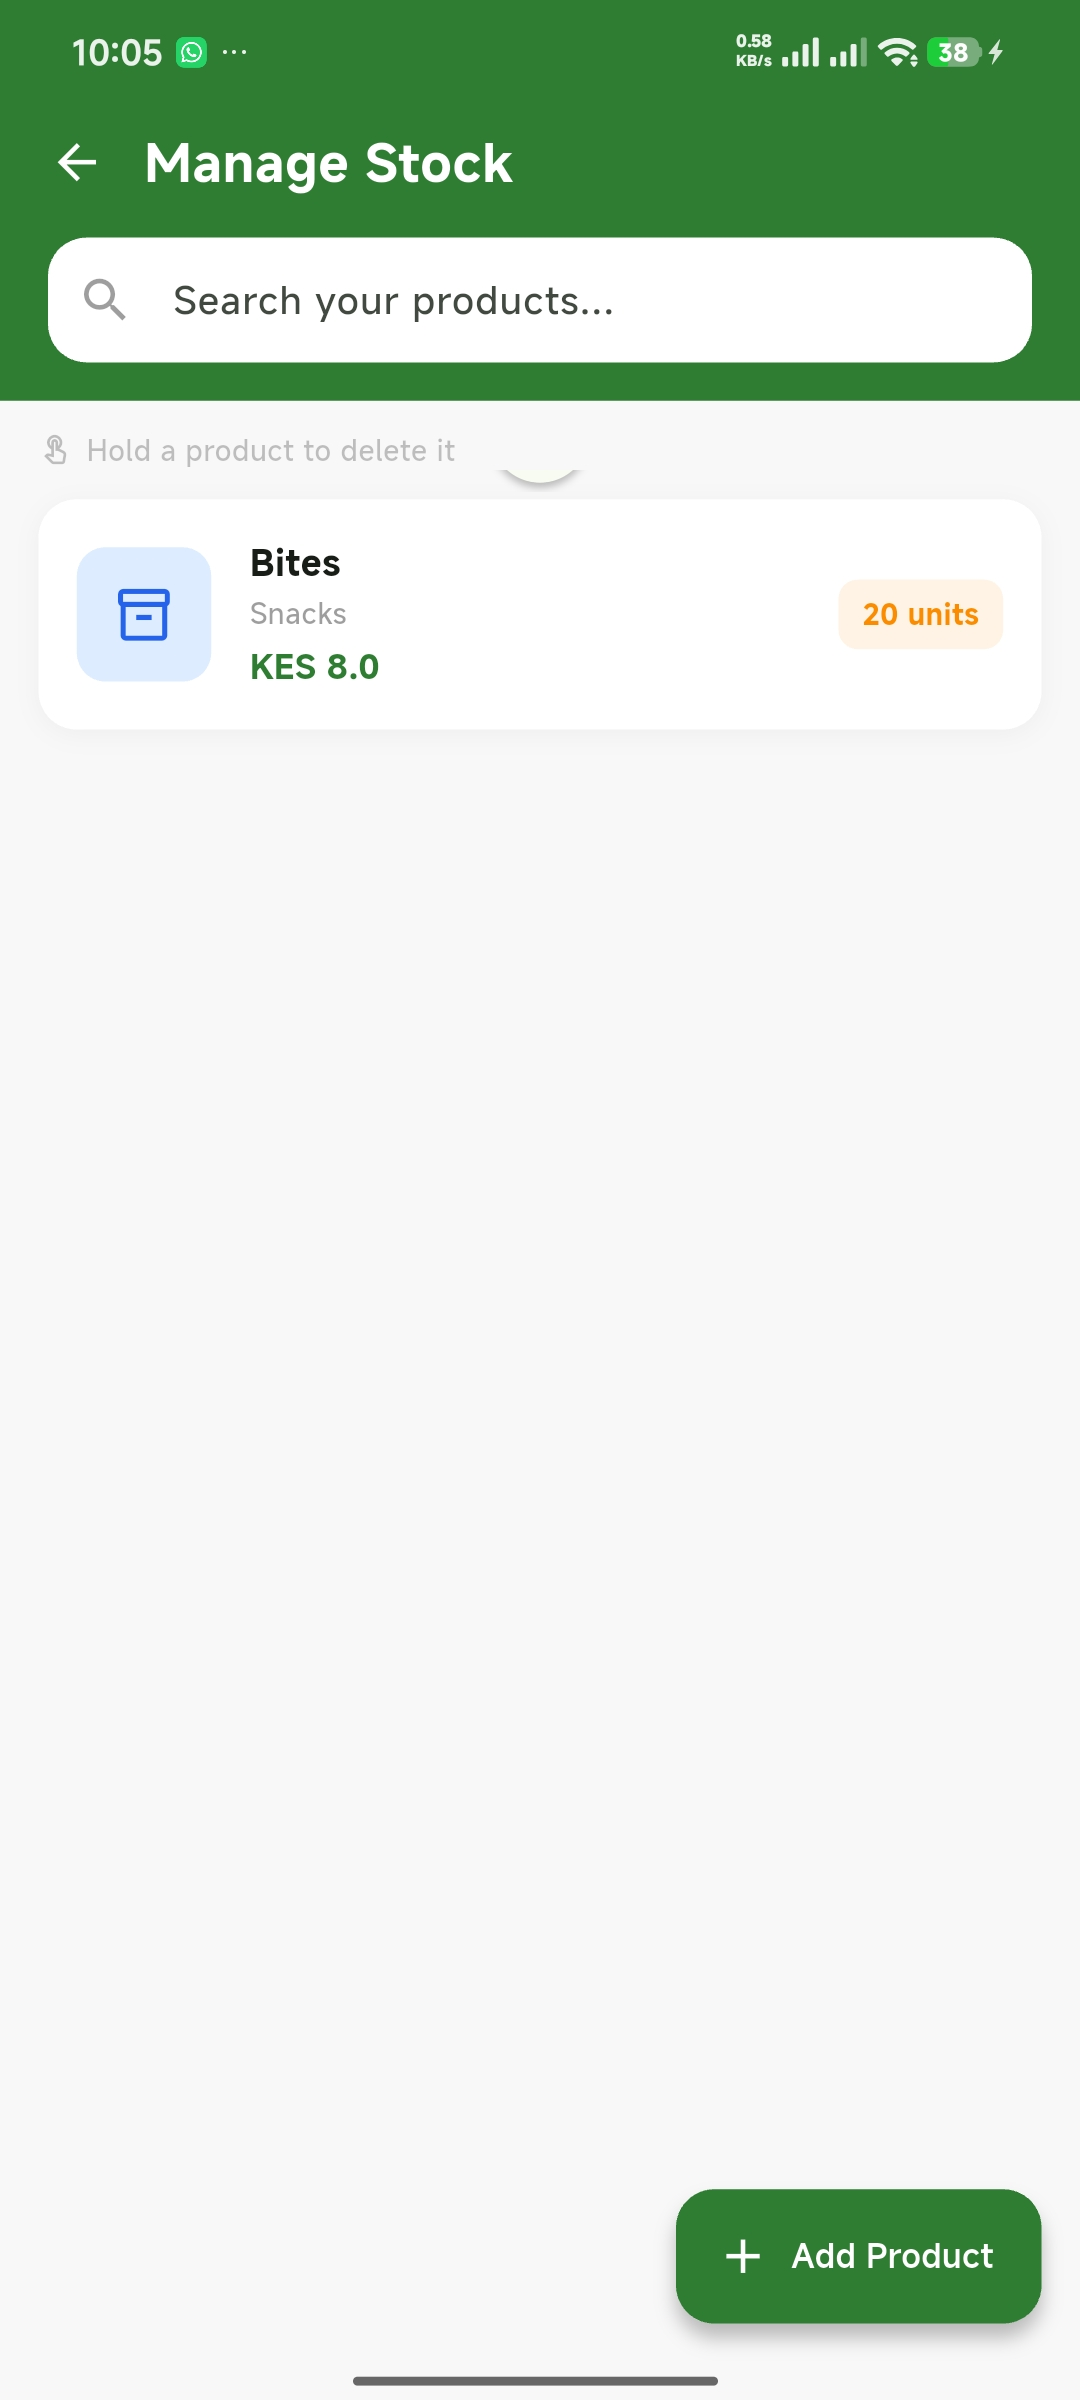 10:05 ... 0.58 KB/s 38
Manage Stock
Search your products...
Hold a product to delete it
Bites
Snacks
KES 8.0
20 units
Add Product